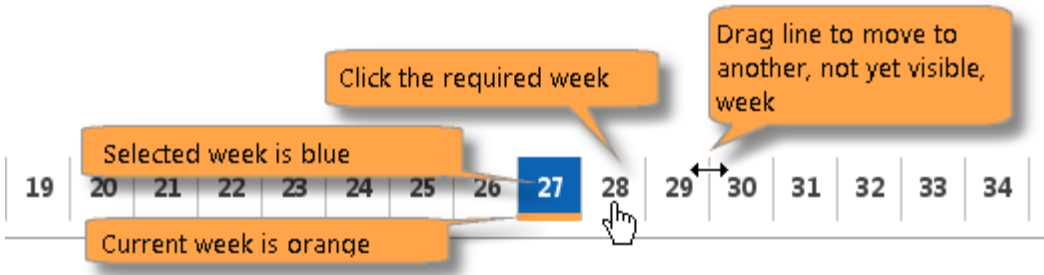 Drag line to move to
another, not yet visible,
week
Click the required week
Selected week is blue
19 20 21 22 23 24 25 26 27 28 29 30 31 32 33 34
Current week is orange